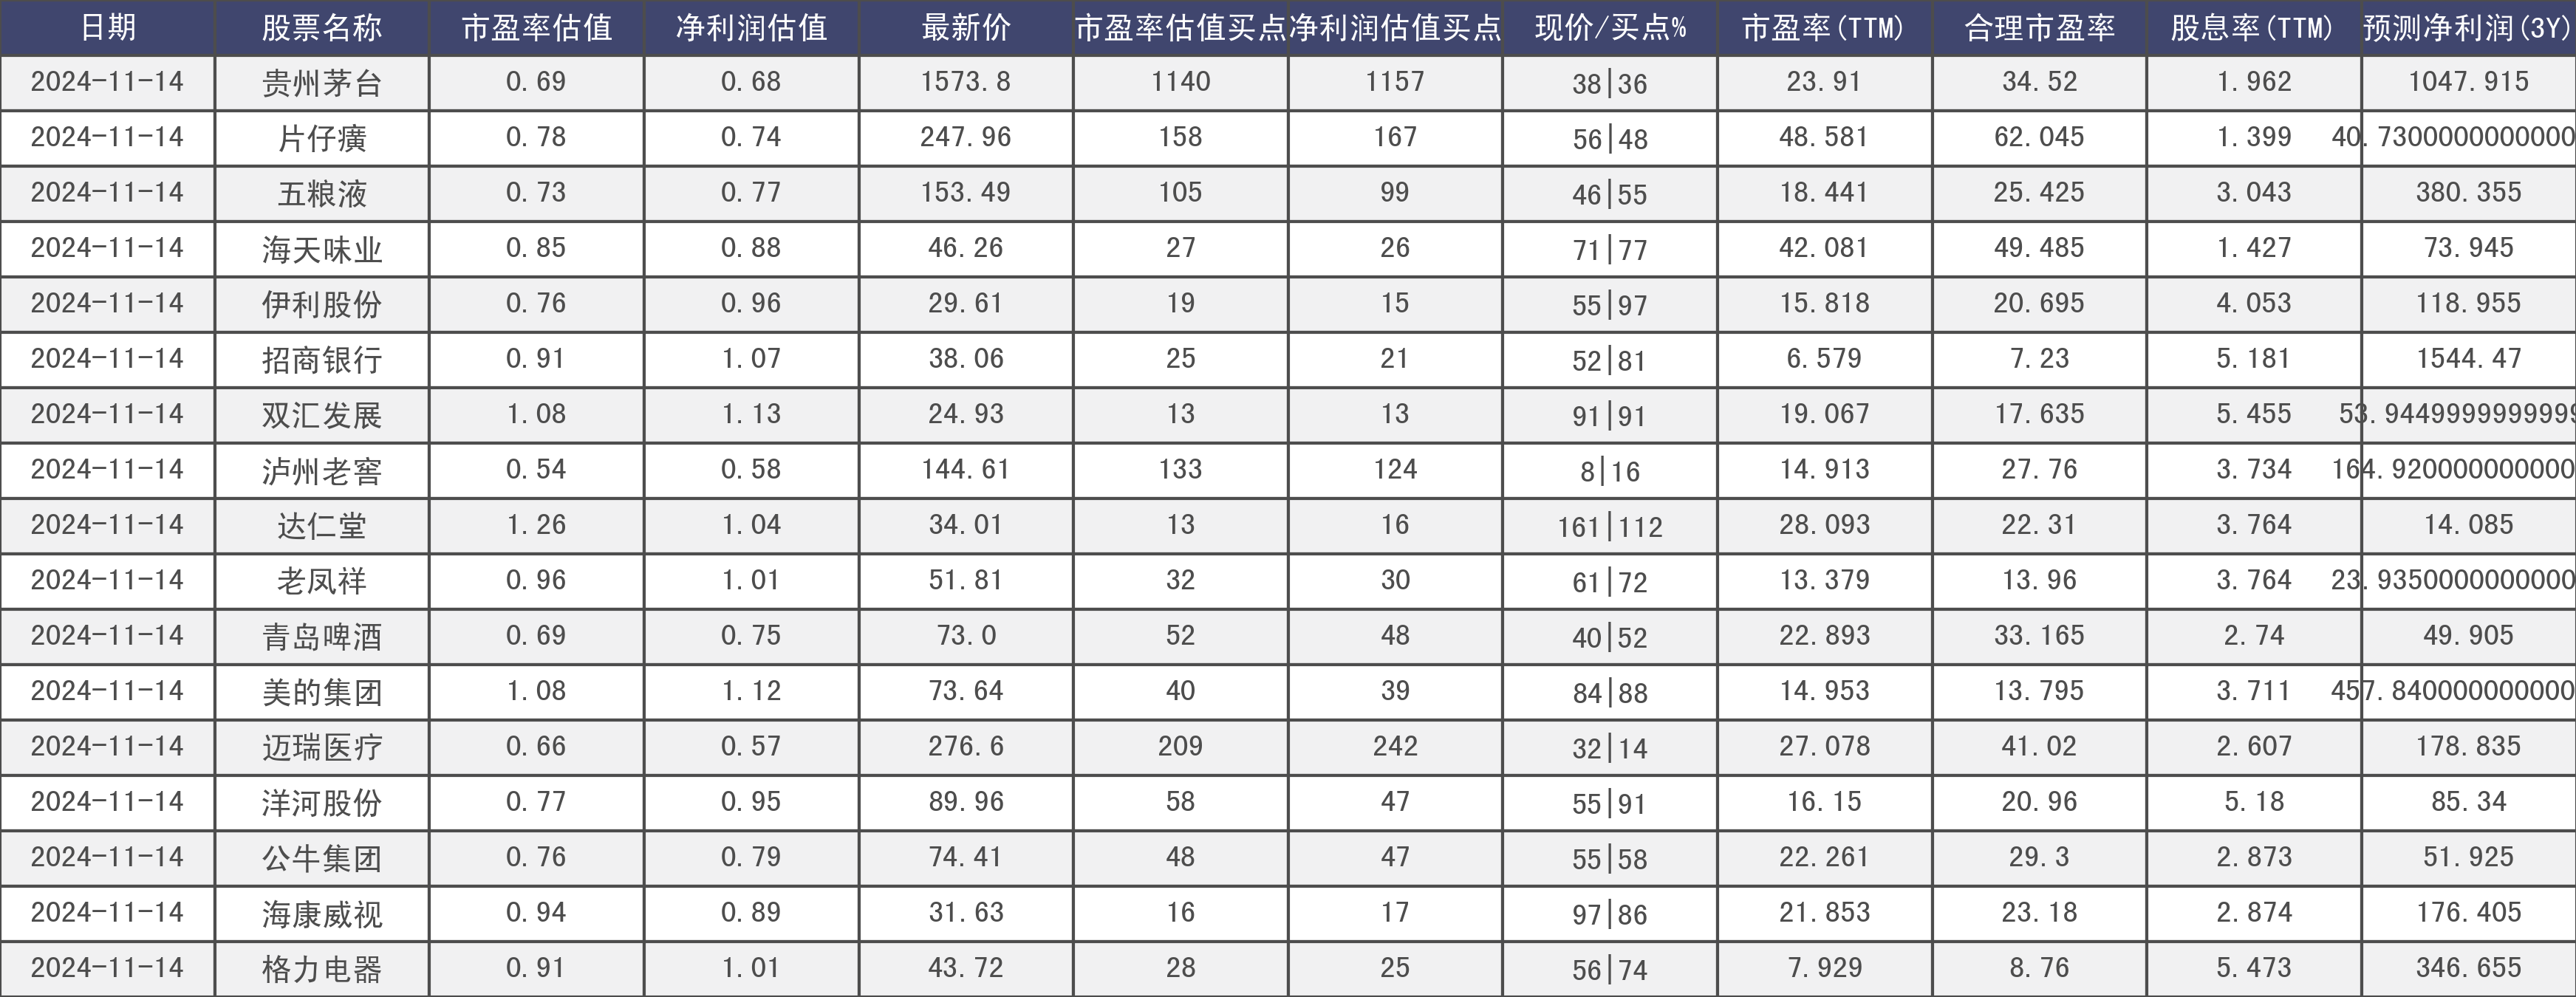 日期 股票名称 市盈率估值 净利润估值 最新价 市盈率估值买点 净利润估值买点 现价/买点% 市盈率(TTM) 合理市盈率 股息率(TTM) 预测净利润(3Y)
2024-11-14 贵州茅台 0.69 0.68 1573.8 1140 1157 38|36 23.91 34.52 1.962 1047.915
2024-11-14 片仔癀 0.78 0.74 247.96 158 167 56|48 48.581 62.045 1.399 40.7300000000000
2024-11-14 五粮液 0.73 0.77 153.49 105 99 46|55 18.441 25.425 3.043 380.355
2024-11-14 海天味业 0.85 0.88 46.26 27 26 71|77 42.081 49.485 1.427 73.945
2024-11-14 伊利股份 0.76 0.96 29.61 19 15 55|97 15.818 20.695 4.053 118.955
2024-11-14 招商银行 0.91 1.07 38.06 25 21 52|81 6.579 7.23 5.181 1544.47
2024-11-14 双汇发展 1.08 1.13 24.93 13 13 91|91 19.067 17.635 5.455 53.9449999999999
2024-11-14 泸州老窖 0.54 0.58 144.61 133 124 8|16 14.913 27.76 3.734 164.920000000000
2024-11-14 达仁堂 1.26 1.04 34.01 13 16 161|112 28.093 22.31 3.764 14.085
2024-11-14 老凤祥 0.96 1.01 51.81 32 30 61|72 13.379 13.96 3.764 23.9350000000000
2024-11-14 青岛啤酒 0.69 0.75 73.0 52 48 40|52 22.893 33.165 2.74 49.905
2024-11-14 美的集团 1.08 1.12 73.64 40 39 84|88 14.953 13.795 3.711 457.840000000000
2024-11-14 迈瑞医疗 0.66 0.57 276.6 209 242 32|14 27.078 41.02 2.607 178.835
2024-11-14 洋河股份 0.77 0.95 89.96 58 47 55|91 16.15 20.96 5.18 85.34
2024-11-14 公牛集团 0.76 0.79 74.41 48 47 55|58 22.261 29.3 2.873 51.925
2024-11-14 海康威视 0.94 0.89 31.63 16 17 97|86 21.853 23.18 2.874 176.405
2024-11-14 格力电器 0.91 1.01 43.72 28 25 56|74 7.929 8.76 5.473 346.655